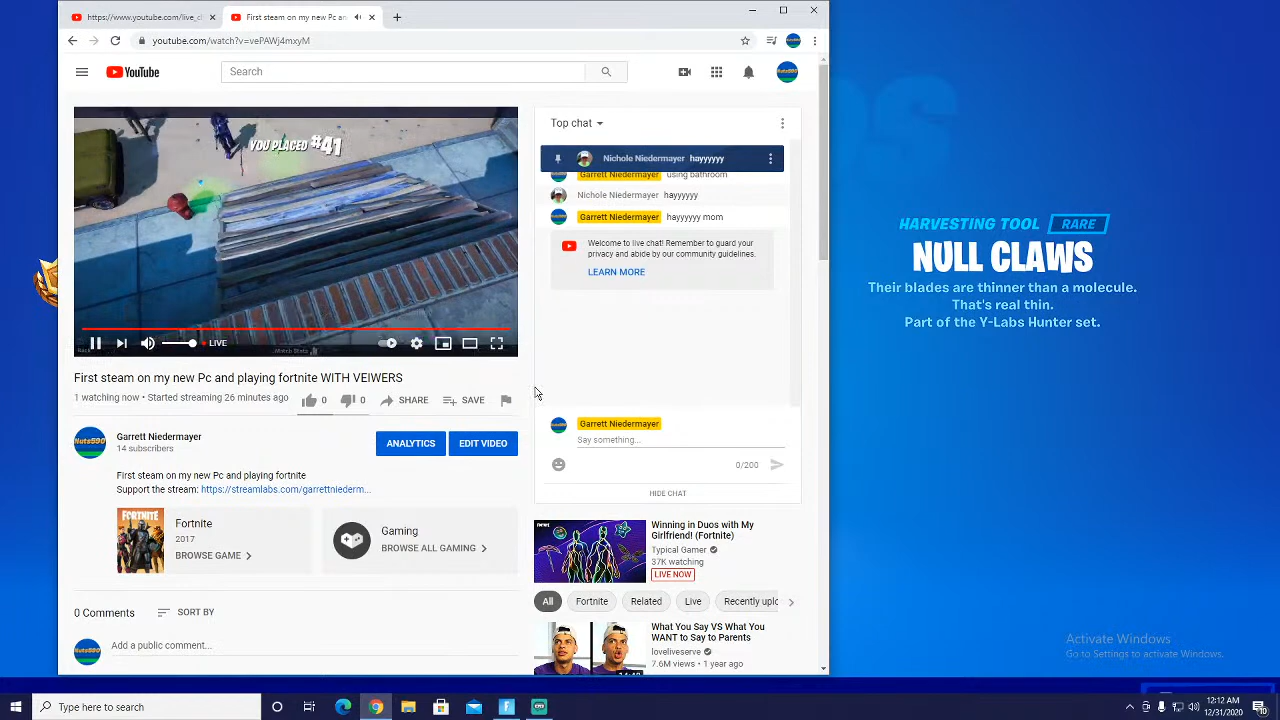 https://www.youtube.com/live_cl
First steam on my new Pc an
youtube.com/watch?v=vePAWj4mxyM
YouTube
Search
YOU PLACED #41
LIVE
First steam on my new Pc and playing fortnite WITH VEIWERS
1 watching now • Started streaming 26 minutes ago
0
0
SHARE
SAVE
Garrett Niedermayer
14 subscribers
ANALYTICS
EDIT VIDEO
First steam on my new Pc and playing fortnite
Support the stream: https://streamlabs.com/garrettniederm...
FORTNITE
Fortnite
2017
BROWSE GAME
Gaming
BROWSE ALL GAMING
0 Comments
SORT BY
Add a public comment...
Top chat
Nichole Niedermayer hayyyyyy
Garrett Niedermayer using bathroom
Nichole Niedermayer hayyyyyy
Garrett Niedermayer hayyyyyy mom
Welcome to live chat! Remember to guard your
privacy and abide by our community guidelines.
LEARN MORE
Garrett Niedermayer
Say something...
0/200
HIDE CHAT
Winning in Duos with My
Girlfriend! (Fortnite)
Typical Gamer
37K watching
LIVE NOW
All
Fortnite
Related
Live
Recently uplo
What You Say VS What You
WANT to Say to Parents
loveliveserve
7.6M views • 1 year ago
HARVESTING TOOL
RARE
NULL CLAWS
Their blades are thinner than a molecule.
That's real thin.
Part of the Y-Labs Hunter set.
Activate Windows
Go to Settings to activate Windows.
Type here to search
12:12 AM
12/31/2020
10